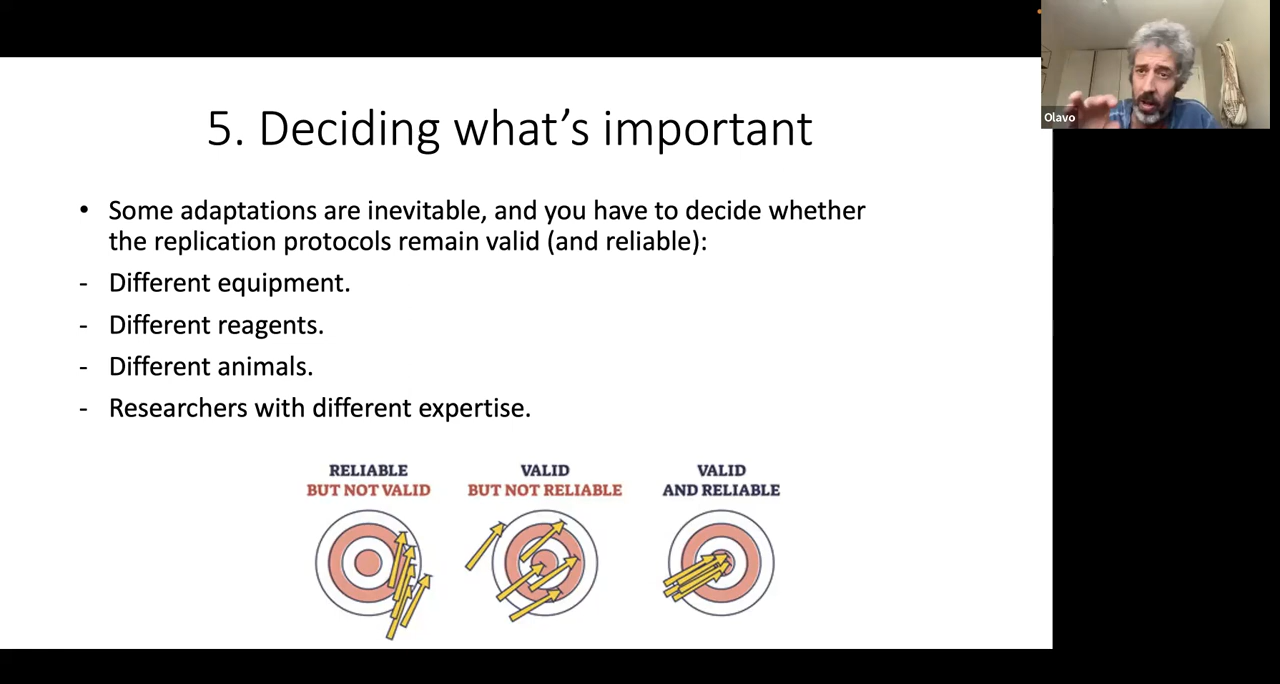 5. Deciding what’s important
• Some adaptations are inevitable, and you have to decide whether
the replication protocols remain valid (and reliable):
- Different equipment.
- Different reagents.
- Different animals.
- Researchers with different expertise.
RELIABLE
BUT NOT VALID
VALID
BUT NOT RELIABLE
VALID
AND RELIABLE
Olavo